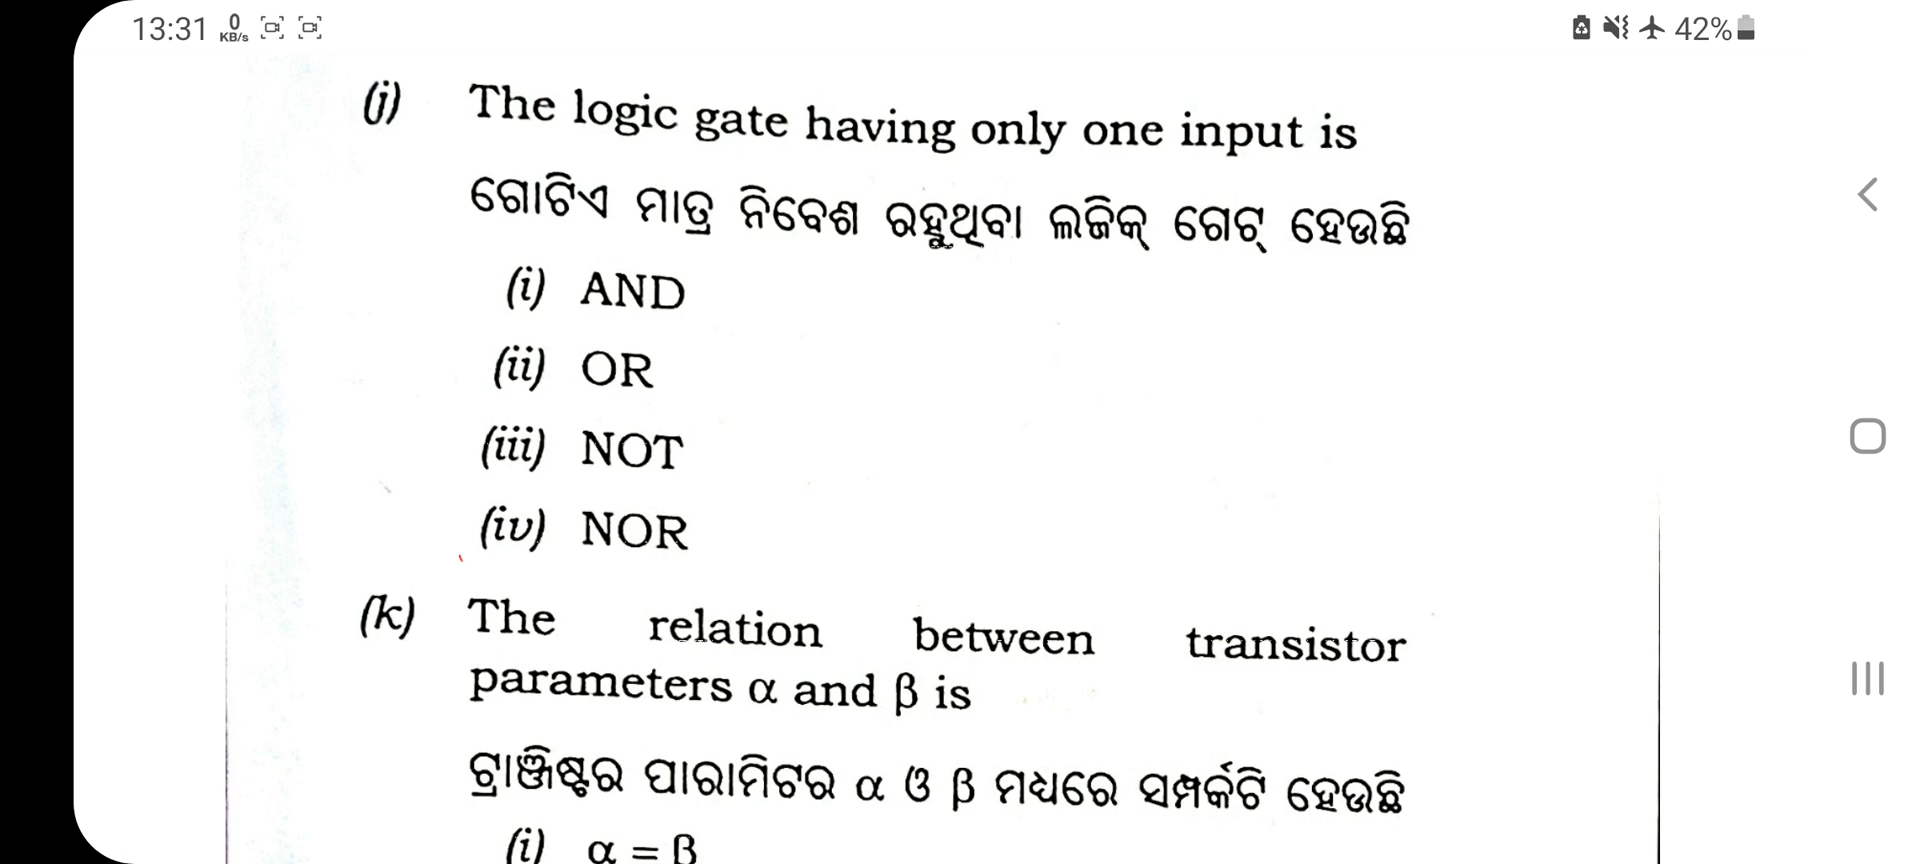 13:31 0 KB/s 42%
(j) The logic gate having only one input is
ଗୋଟିଏ ମାତ୍ର ନିବେଶ ରହୁଥିବା ଲଜିକ୍ ଗେଟ୍ ହେଉଛି
(i) AND
(ii) OR
(iii) NOT
(iv) NOR
(k) The relation between transistor
parameters α and β is
ଟ୍ରାଞ୍ଜିଷ୍ଟର ପାରାମିଟର α ଓ β ମଧ୍ୟରେ ସମ୍ପର୍କଟି ହେଉଛି
(i) α = β